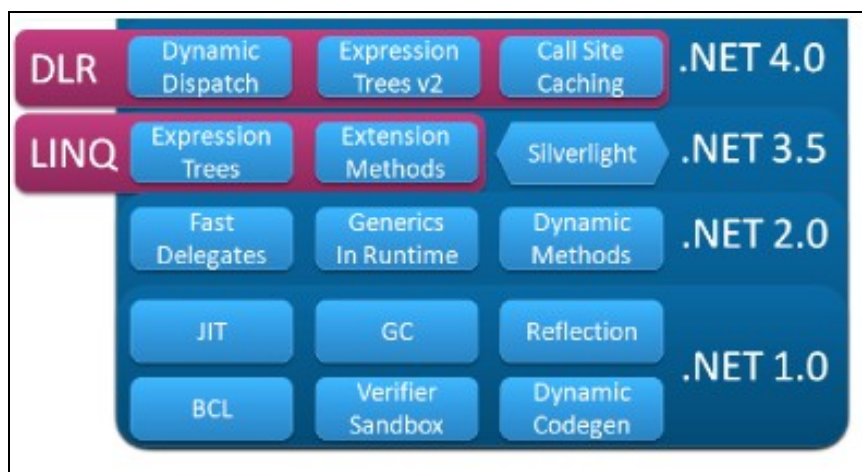 DLR
Dynamic
Dispatch
Expression
Trees v2
Call Site
Caching
.NET 4.0
LINQ
Expression
Trees
Extension
Methods
Silverlight
.NET 3.5
Fast
Delegates
Generics
In Runtime
Dynamic
Methods
.NET 2.0
JIT
GC
Reflection
.NET 1.0
BCL
Verifier
Sandbox
Dynamic
Codegen